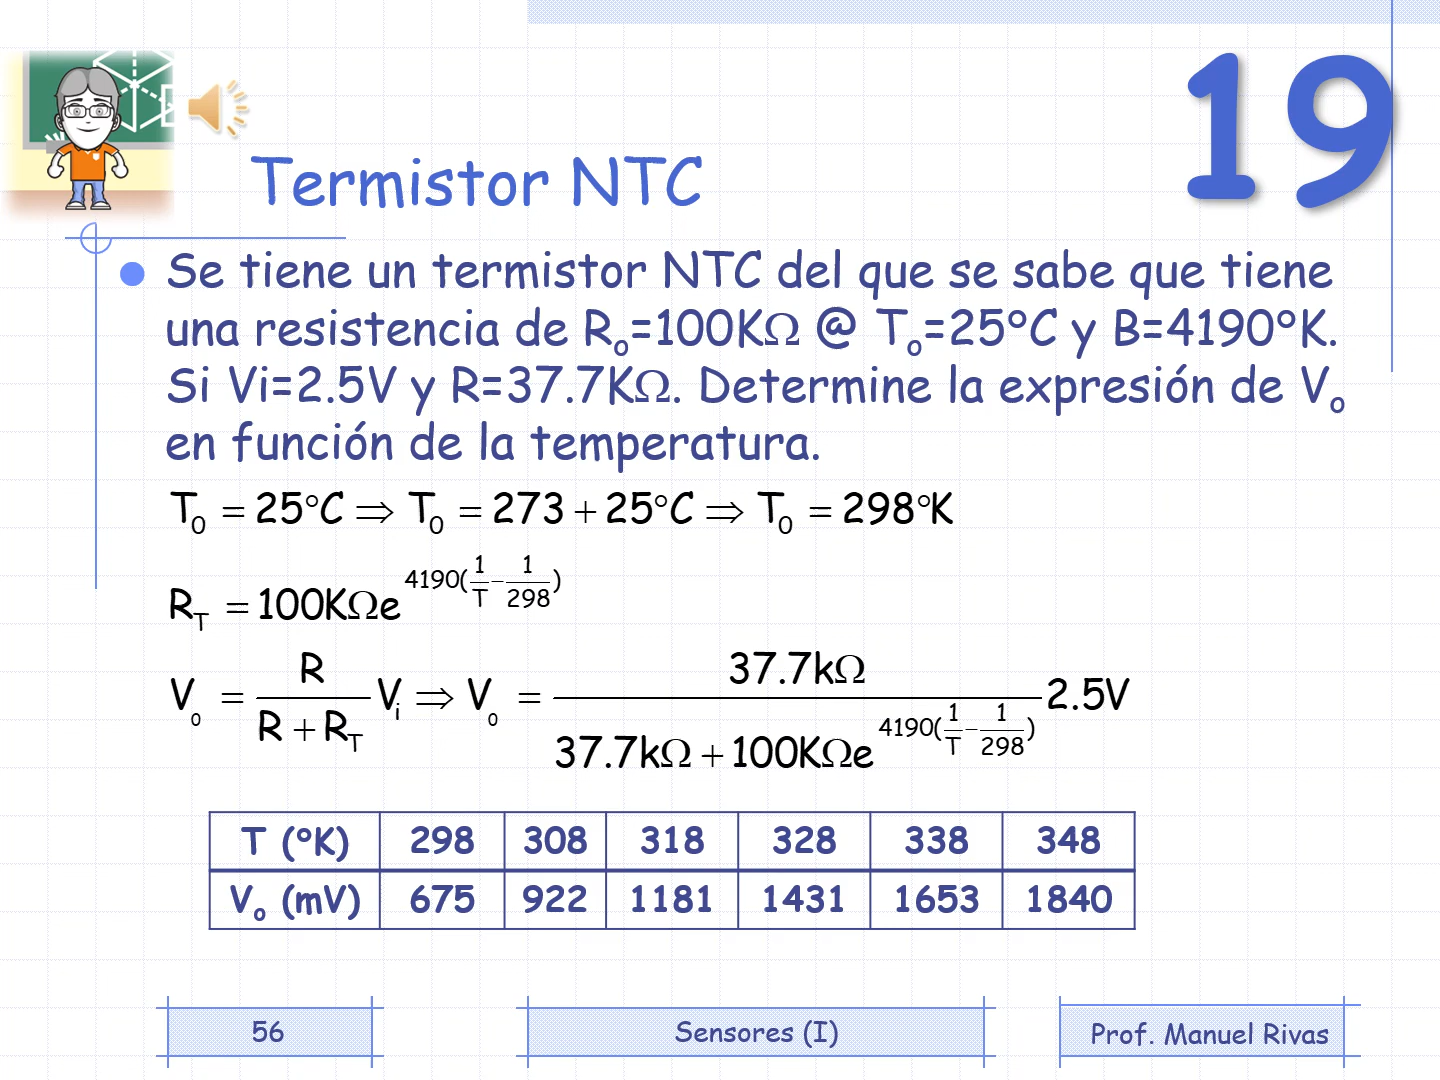 19
Termistor NTC
Se tiene un termistor NTC del que se sabe que tiene
una resistencia de Ro=100KΩ @ To=25°C y B=4190°K.
Si Vi=2.5V y R=37.7KΩ. Determine la expresión de Vo
en función de la temperatura.
T0 = 25°C ⇒ T0 = 273 + 25°C ⇒ T0 = 298°K
RT = 100KΩe^4190(1/T − 1/298)
Vo = R/(R + RT) Vi ⇒ Vo = 37.7kΩ/(37.7kΩ + 100KΩe^4190(1/T − 1/298)) 2.5V
T (°K) 298 308 318 328 338 348
Vo (mV) 675 922 1181 1431 1653 1840
56 Sensores (I) Prof. Manuel Rivas